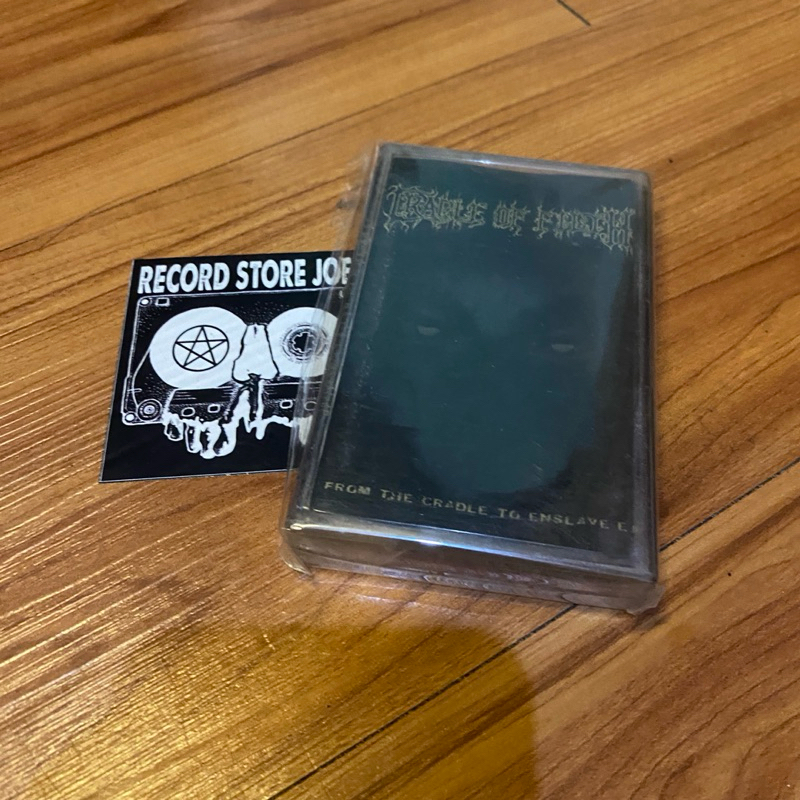 RECORD STORE JO
CRADLE OF FILTH
FROM THE CRADLE TO ENSLAVE E.